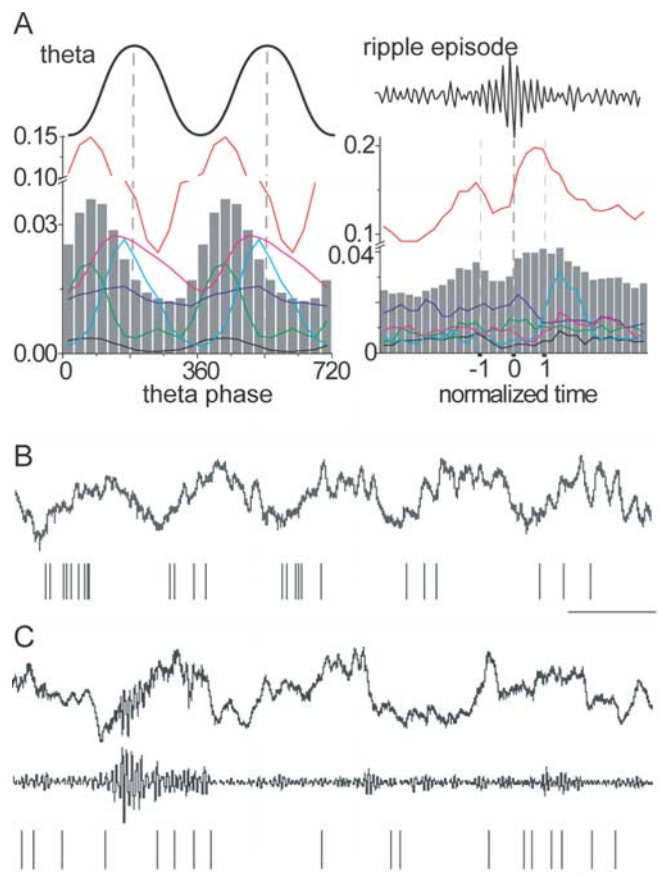 A
theta
ripple episode
0.15
0.10
0.03
0.00
0 360 720
theta phase
0.2
0.1
0.04
0
-1 0 1
normalized time
B
C